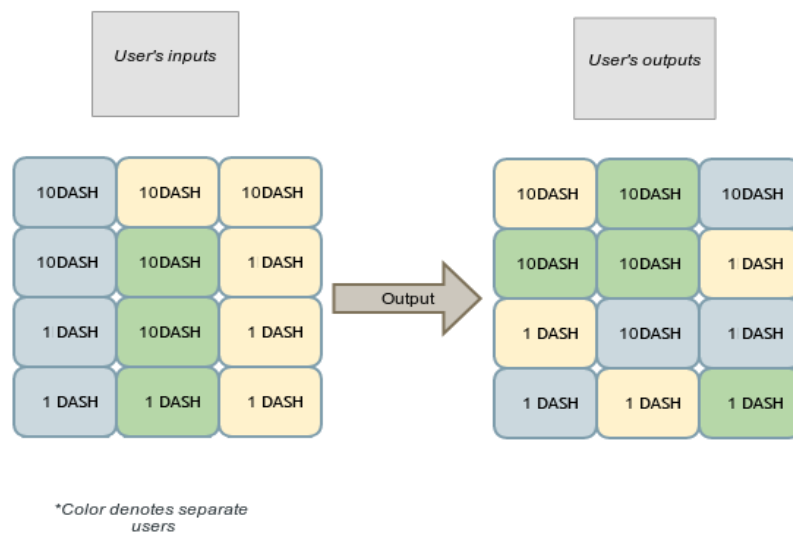 User's inputs
User's outputs
10DASH 10DASH 10DASH
10DASH 10DASH 1 DASH
1 DASH 10DASH 1 DASH
1 DASH 1 DASH 1 DASH
Output
10DASH 10DASH 10DASH
10DASH 10DASH 1 DASH
1 DASH 10DASH 1 DASH
1 DASH 1 DASH 1 DASH
*Color denotes separate
users